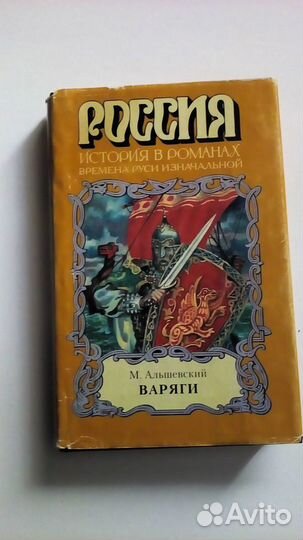 РОССИЯ
ИСТОРИЯ В РОМАНАХ
ВРЕМЕНА РУСИ ИЗНАЧАЛЬНОЙ
М. Альшевский
ВАРЯГИ
Avito